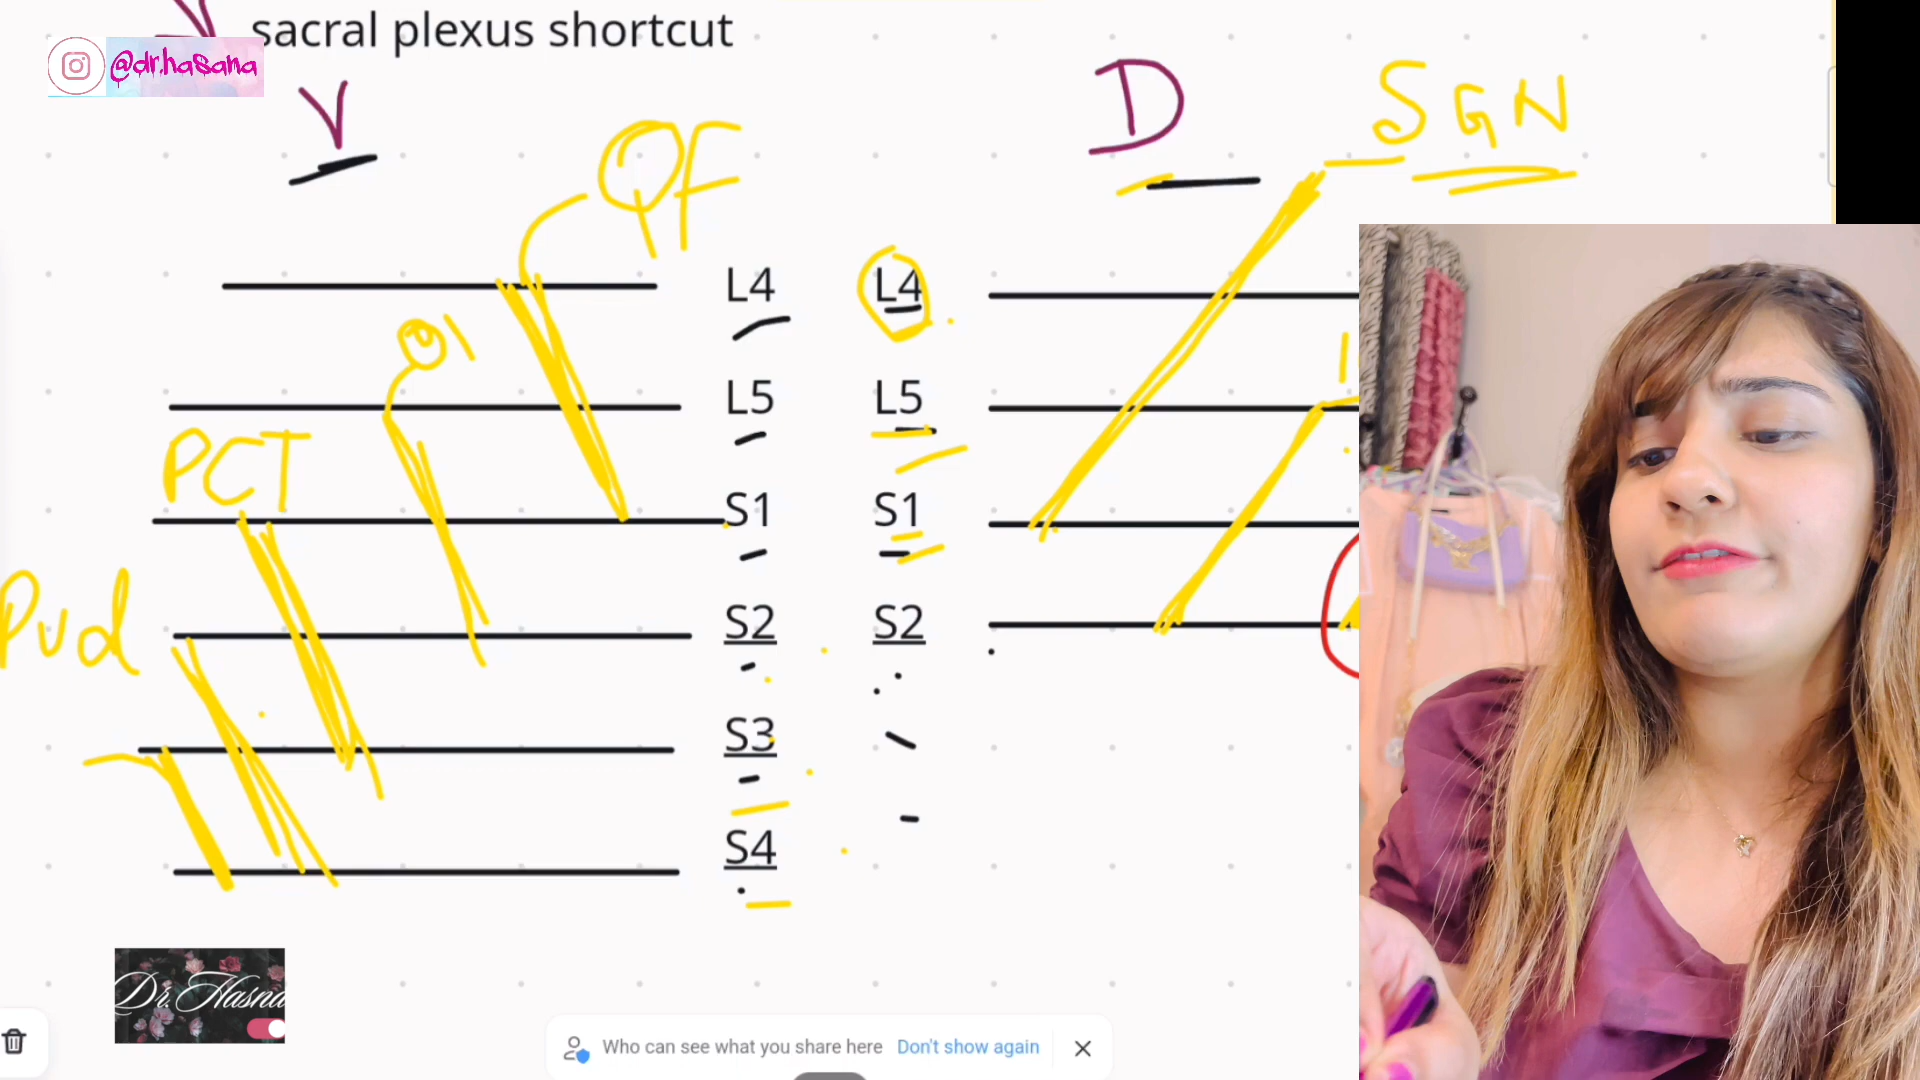 sacral plexus shortcut
@dr.hasana
V
D
SGN
QF
L4 L4
OI
L5 L5
PCT
S1 S1
Pud
S2 S2
S3
S4
Dr. Hasna
Who can see what you share here Don't show again